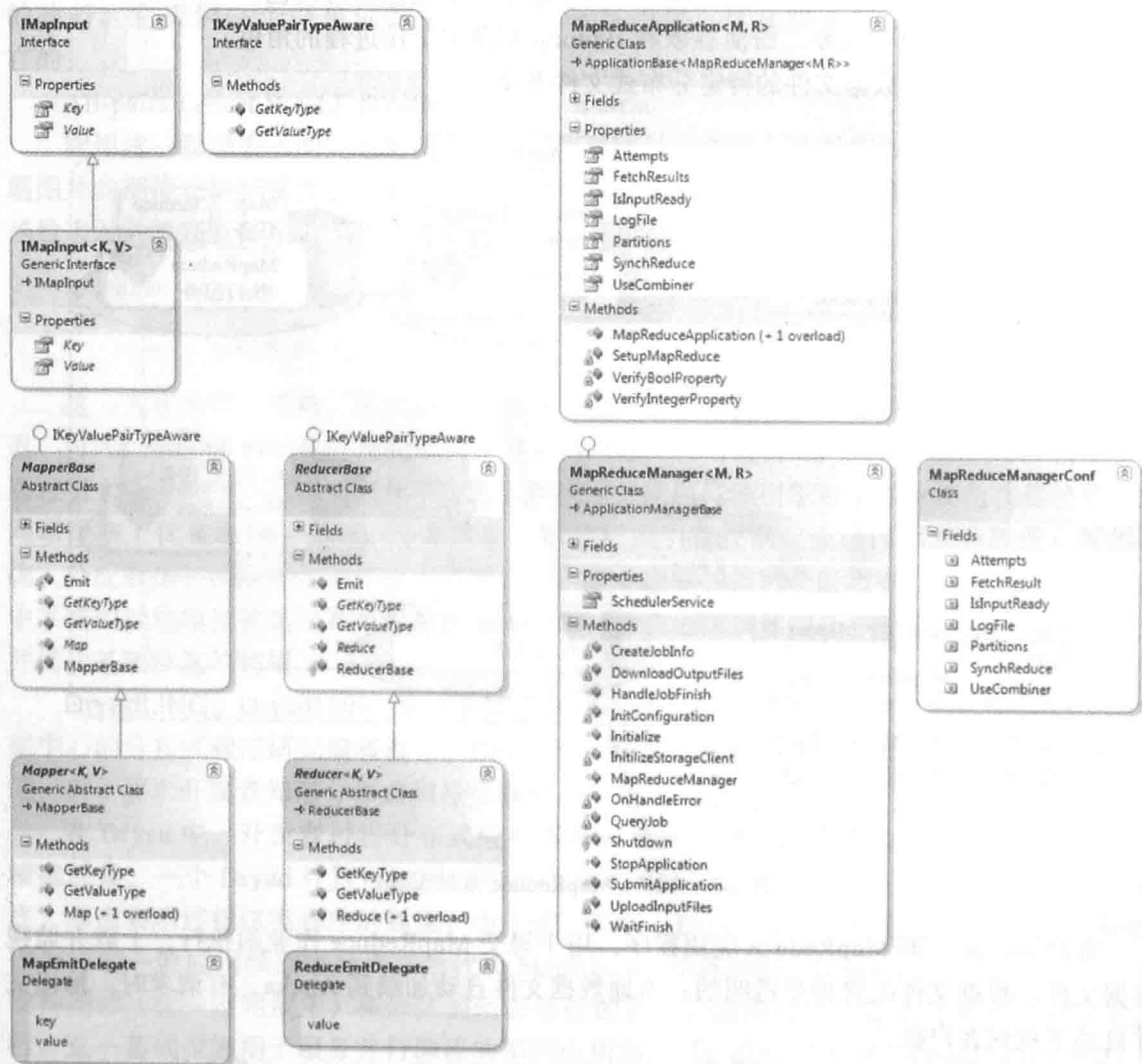 IMapInput
Interface
Properties
Key
Value
IKeyValuePairTypeAware
Interface
Methods
GetKeyType
GetValueType
MapReduceApplication<M, R>
Generic Class
ApplicationBase<MapReduceManager<M,R>>
Fields
Properties
Attempts
FetchResults
IsInputReady
LogFile
Partitions
SynchReduce
UseCombiner
Methods
MapReduceApplication (+ 1 overload)
SetupMapReduce
VerifyBoolProperty
VerifyIntegerProperty
IMapInput<K, V>
Generic Interface
IMapInput
Properties
Key
Value
IKeyValuePairTypeAware
MapperBase
Abstract Class
Fields
Methods
Emit
GetKeyType
GetValueType
Map
MapperBase
IKeyValuePairTypeAware
ReducerBase
Abstract Class
Fields
Methods
Emit
GetKeyType
GetValueType
Reduce
ReducerBase
MapReduceManager<M, R>
Generic Class
ApplicationManagerBase
Fields
Properties
SchedulerService
Methods
CreateJobInfo
DownloadOutputFiles
HandleJobFinish
InitConfiguration
Initialize
InitilizeStorageClient
MapReduceManager
OnHandleError
QueryJob
Shutdown
StopApplication
SubmitApplication
UploadInputFiles
WaitFinish
MapReduceManagerConf
Class
Fields
Attempts
FetchResult
IsInputReady
LogFile
Partitions
SynchReduce
UseCombiner
Mapper<K, V>
Generic Abstract Class
MapperBase
Methods
GetKeyType
GetValueType
Map (+ 1 overload)
Reducer<K, V>
Generic Abstract Class
ReducerBase
Methods
GetKeyType
GetValueType
Reduce (+ 1 overload)
MapEmitDelegate
Delegate
key
value
ReduceEmitDelegate
Delegate
value